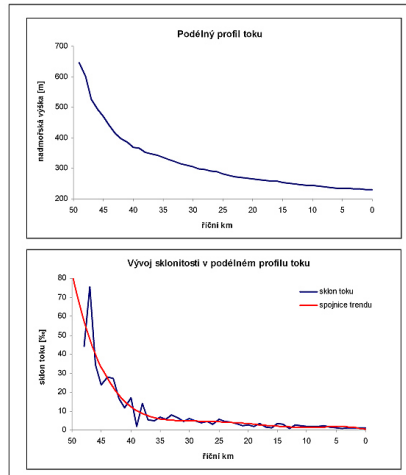 Podélný profil toku
700
600
500
400
300
200
nadmořská výška [m]
50 45 40 35 30 25 20 15 10 5 0
říční km
Vývoj sklonitosti v podélném profilu toku
80
70
60
50
40
30
20
10
0
sklon toku [‰]
sklon toku
spojnice trendu
50 45 40 35 30 25 20 15 10 5 0
říční km